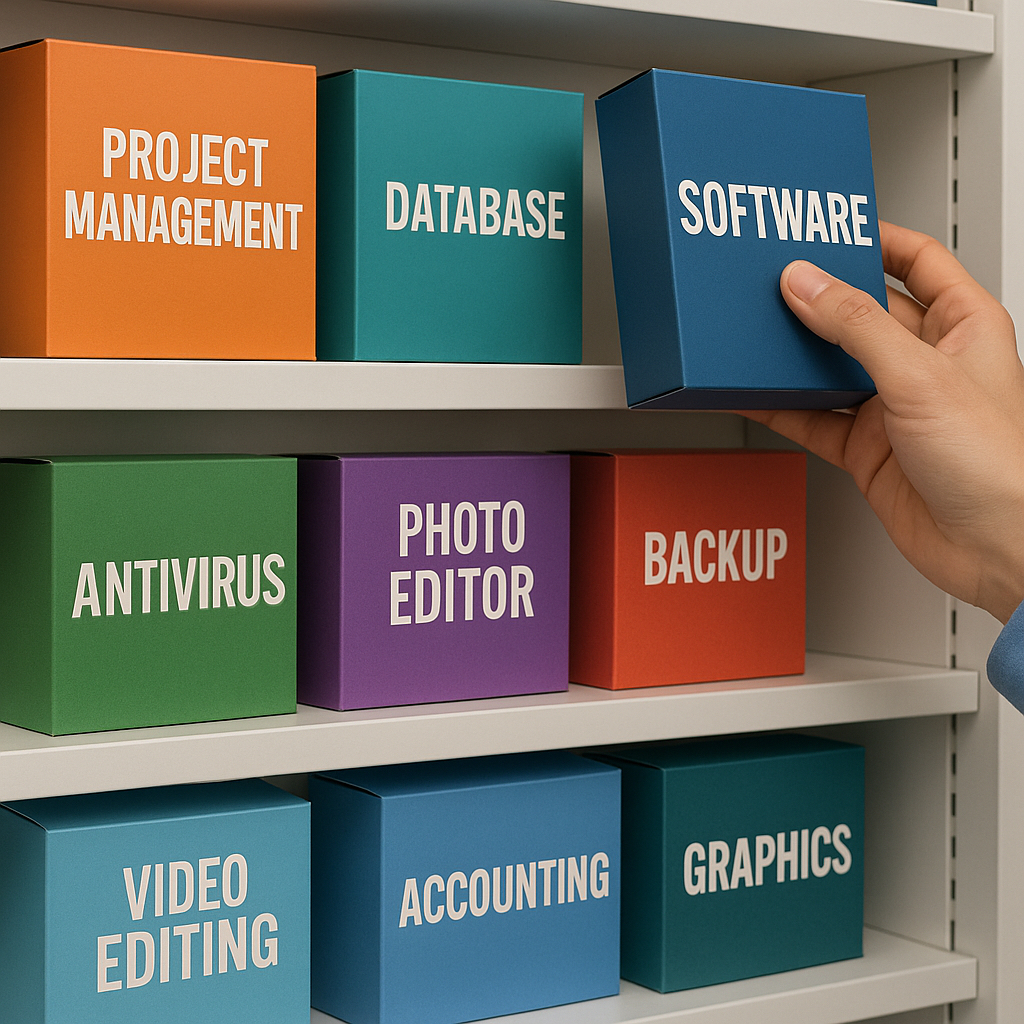 PROJECT
MANAGEMENT
DATABASE
SOFTWARE
ANTIVIRUS
PHOTO
EDITOR
BACKUP
VIDEO
EDITING
ACCOUNTING
GRAPHICS